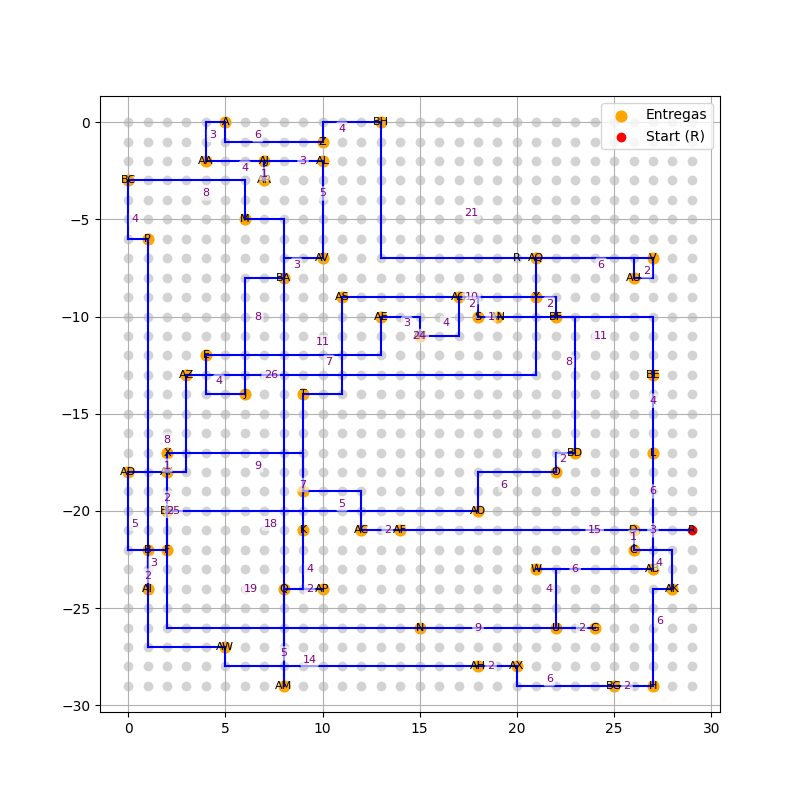 Entregas
Start (R)
0
−5
−10
−15
−20
−25
−30
0
5
10
15
20
25
30
A
BH
3
6
4
Z
AA
AL
4
3
1
BC
8
5
4
M
21
P
AV
3
R
AQ
6
V
BA
AU
2
AS
10
2
Y
2
8
AE
3
4
S
1
BF
24
11
11
E
7
8
AZ
26
BE
4
J
T
4
8
X
9
BD
L
1
2
O
AD
7
6
6
2
25
5
AO
5
18
K
AC
2
AF
15
3
1
B
F
3
4
2
4
W
6
AI
19
Q
2
AP
4
AK
N
9
U
2
G
6
AW
5
14
AH
2
AX
6
AM
BG
2
H